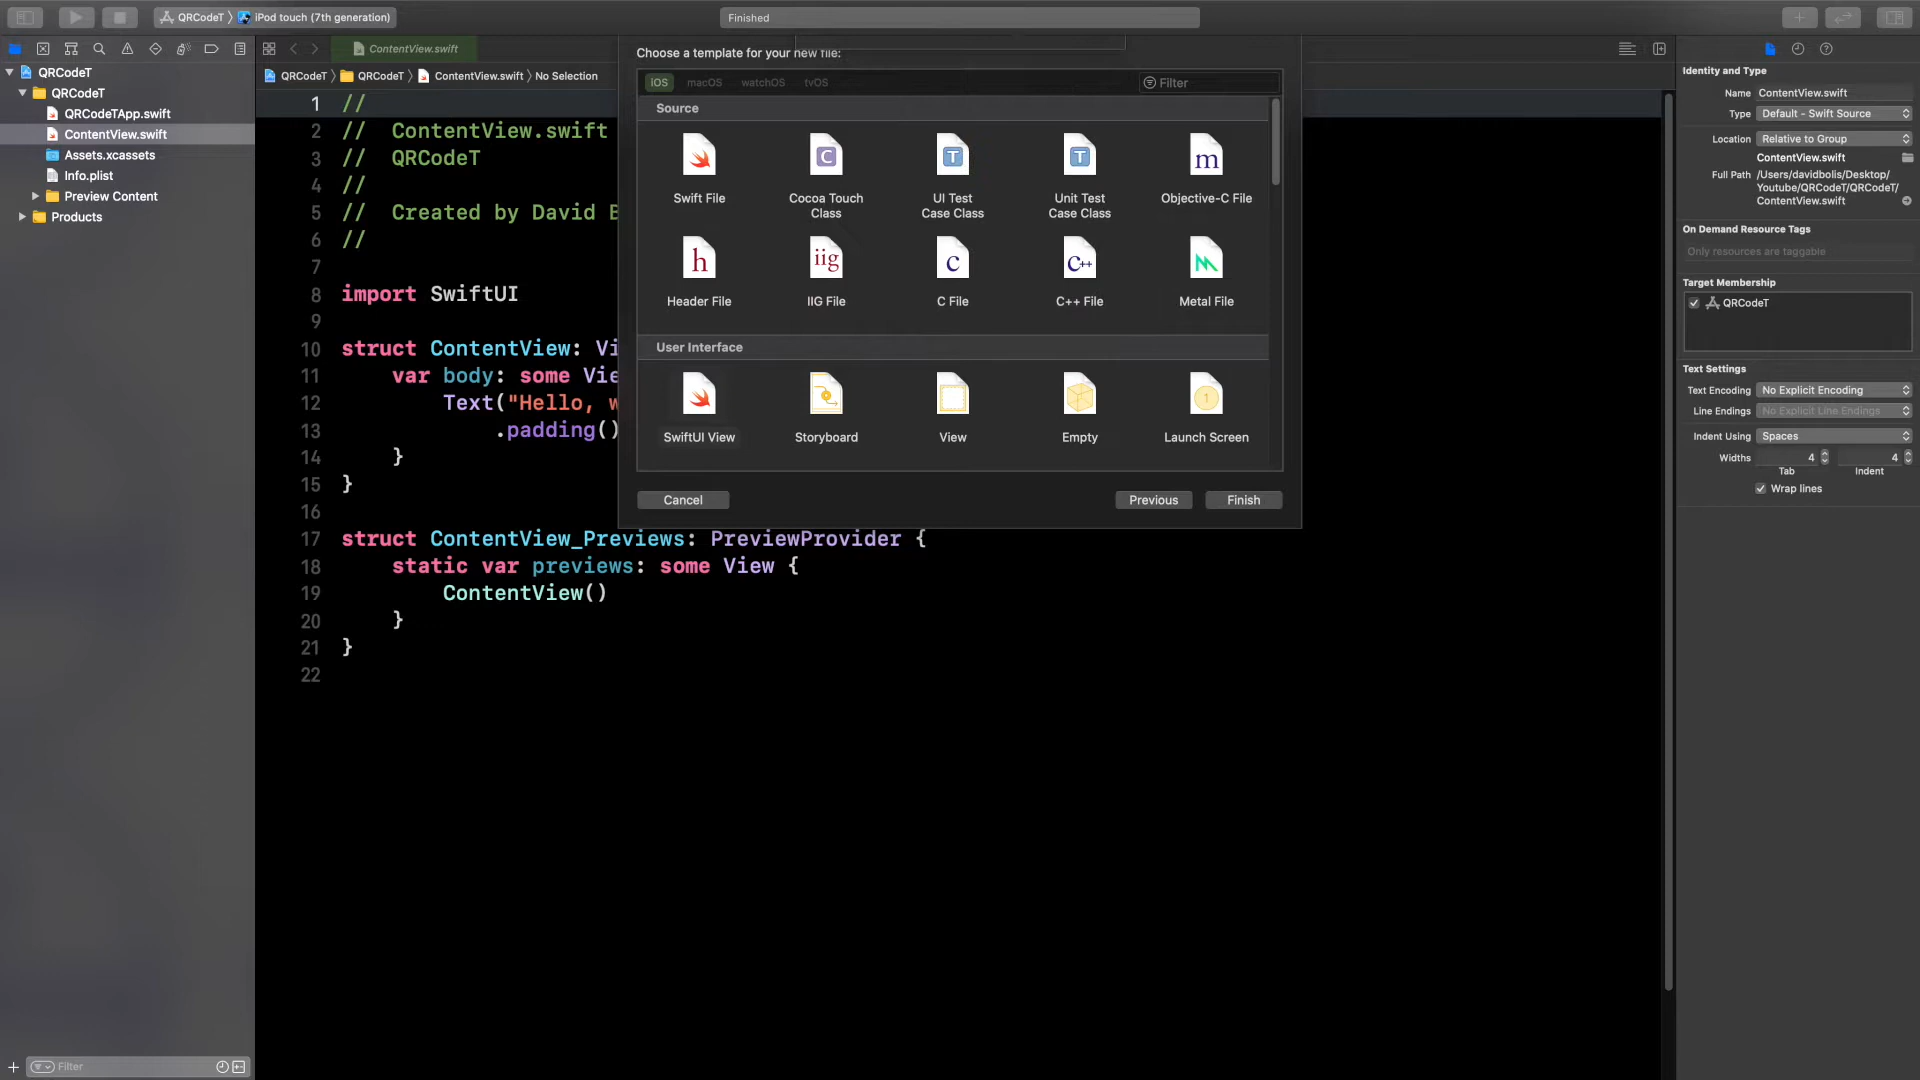 QRCodeT
iPod touch (7th generation)
Finished
QRCodeT
QRCodeT
QRCodeTApp.swift
ContentView.swift
Assets.xcassets
Info.plist
Preview Content
Products
Filter
ContentView.swift
QRCodeT
QRCodeT
ContentView.swift
No Selection
1 //
2 // ContentView.swift
3 // QRCodeT
4 //
5 // Created by David
6 //
7
8 import SwiftUI
9
10 struct ContentView: Vi
11 var body: some Vie
12 Text("Hello, w
13 .padding()
14 }
15 }
16
17 struct ContentView_Previews: PreviewProvider {
18 static var previews: some View {
19 ContentView()
20 }
21 }
22
Choose a template for your new file:
iOS
macOS
watchOS
tvOS
Filter
Source
Swift File
Cocoa Touch
Class
UI Test
Case Class
Unit Test
Case Class
Objective-C File
Header File
IIG File
C File
C++ File
Metal File
User Interface
SwiftUI View
Storyboard
View
Empty
Launch Screen
Cancel
Previous
Finish
Identity and Type
Name ContentView.swift
Type Default - Swift Source
Location Relative to Group
ContentView.swift
Full Path /Users/davidbolis/Desktop/
Youtube/QRCodeT/QRCodeT/
ContentView.swift
On Demand Resource Tags
Only resources are taggable
Target Membership
QRCodeT
Text Settings
Text Encoding No Explicit Encoding
Line Endings No Explicit Line Endings
Indent Using Spaces
Widths 4 4
Tab Indent
Wrap lines